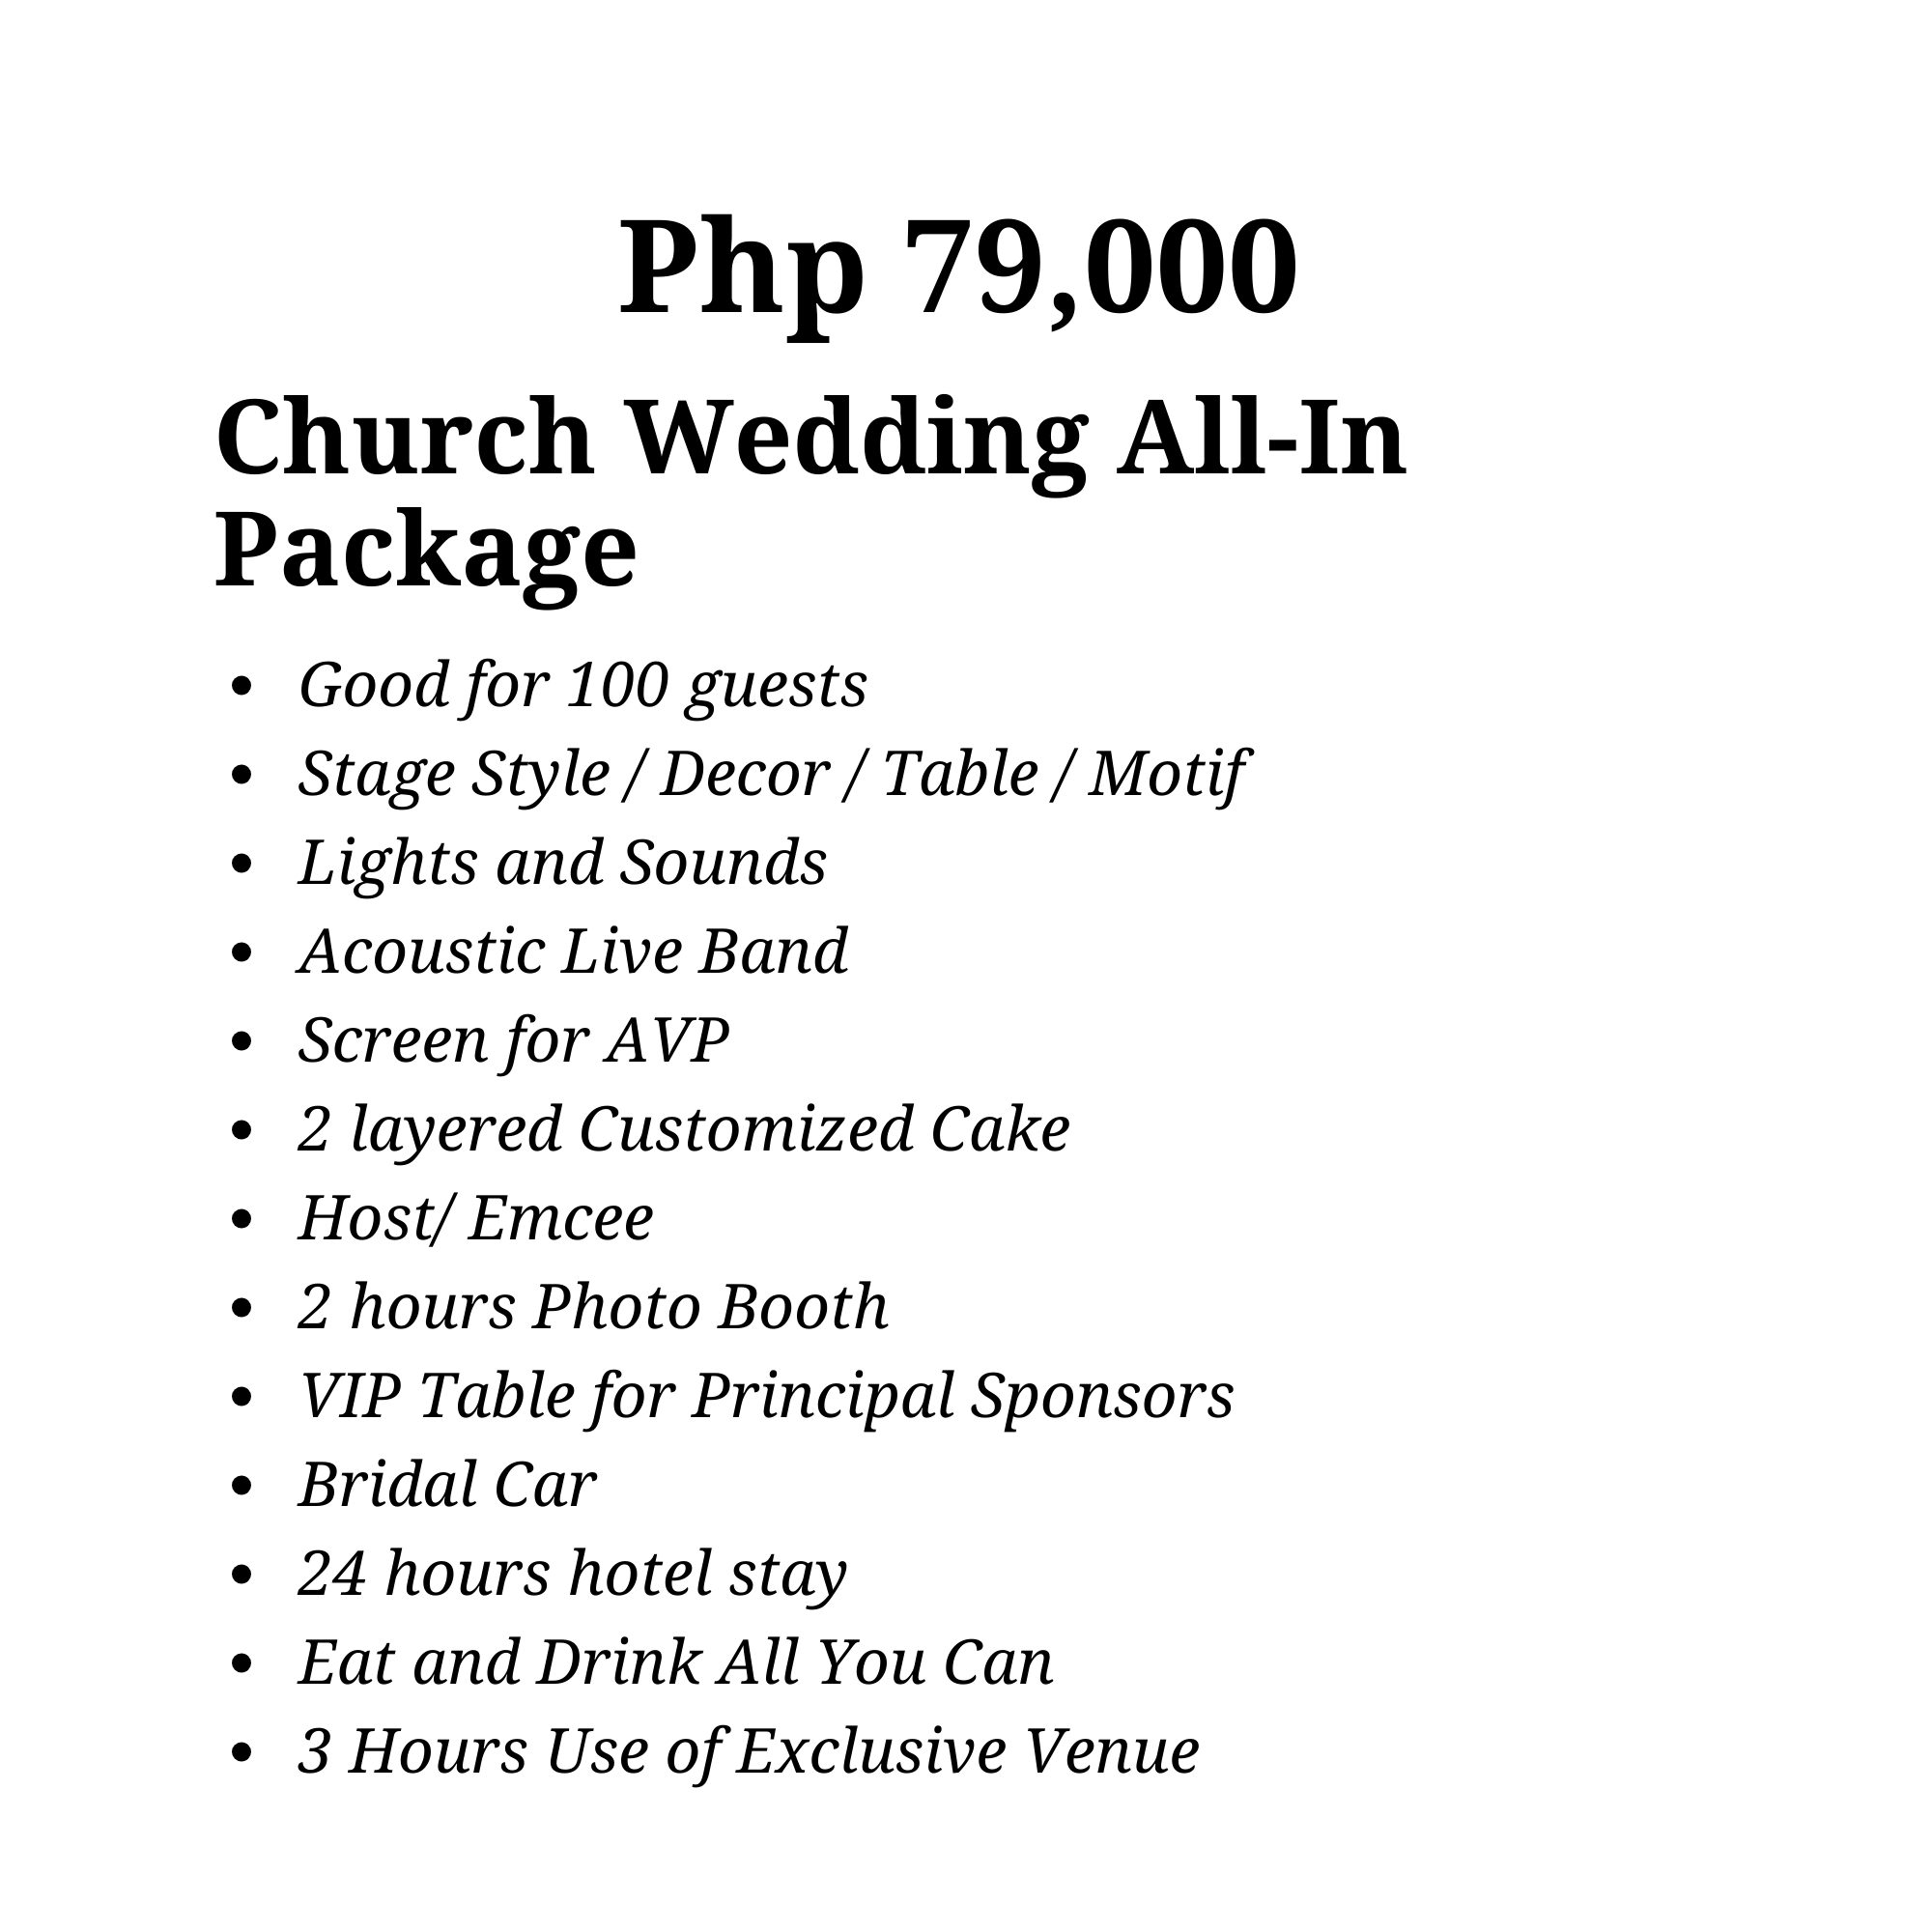 Php 79,000
Church Wedding All-In
Package
• Good for 100 guests
• Stage Style / Decor / Table / Motif
• Lights and Sounds
• Acoustic Live Band
• Screen for AVP
• 2 layered Customized Cake
• Host/ Emcee
• 2 hours Photo Booth
• VIP Table for Principal Sponsors
• Bridal Car
• 24 hours hotel stay
• Eat and Drink All You Can
• 3 Hours Use of Exclusive Venue